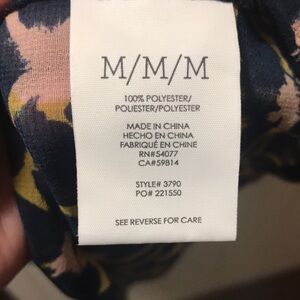 M/M/M
100% POLYESTER/
POLIESTER/POLYESTER
MADE IN CHINA
HECHO EN CHINA
FABRIQUÉ EN CHINE
RN#54077
CA#59814
STYLE# 3790
PO# 221550
SEE REVERSE FOR CARE